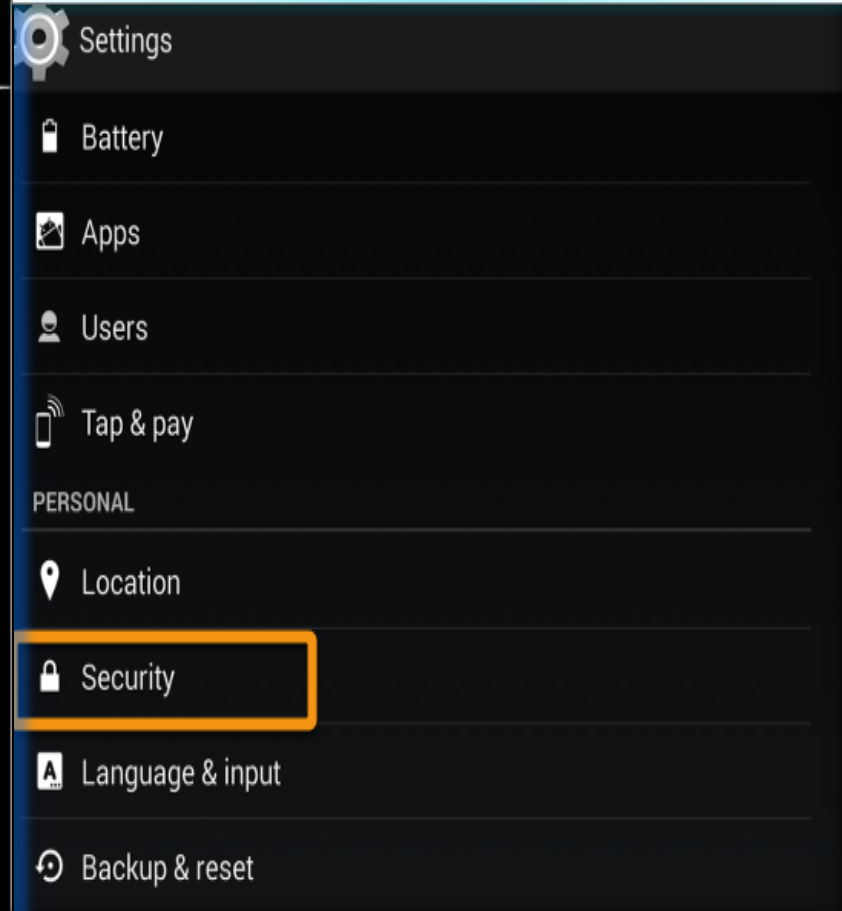 Settings
Battery
Apps
Users
Tap & pay
PERSONAL
Location
Security
Language & input
Backup & reset